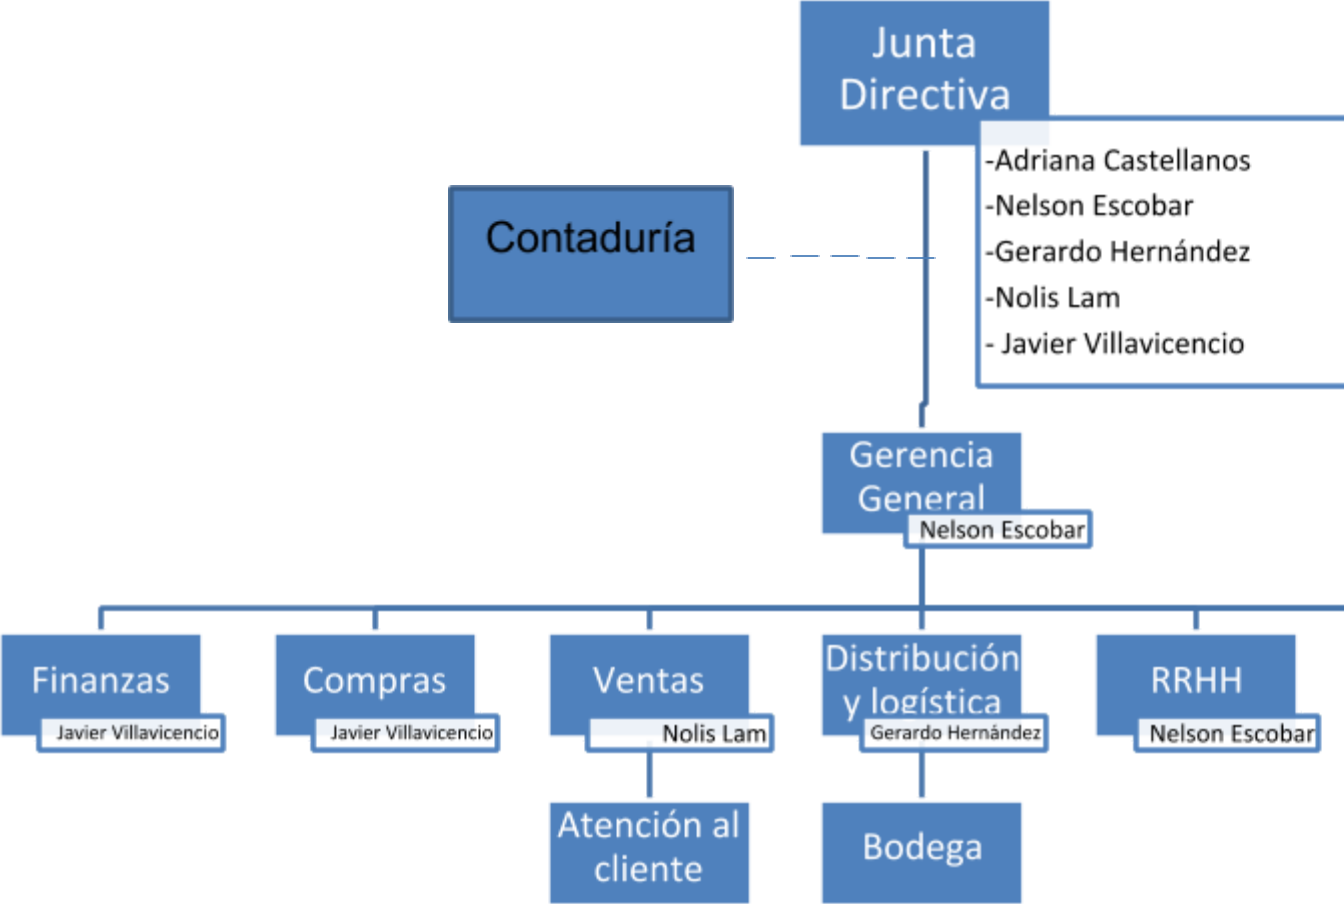 Junta
Directiva
-Adriana Castellanos
-Nelson Escobar
-Gerardo Hernández
-Nolis Lam
- Javier Villavicencio
Contaduría
Gerencia
General
Nelson Escobar
Finanzas
Javier Villavicencio
Compras
Javier Villavicencio
Ventas
Nolis Lam
Distribución
y logística
Gerardo Hernández
RRHH
Nelson Escobar
Atención al
cliente
Bodega